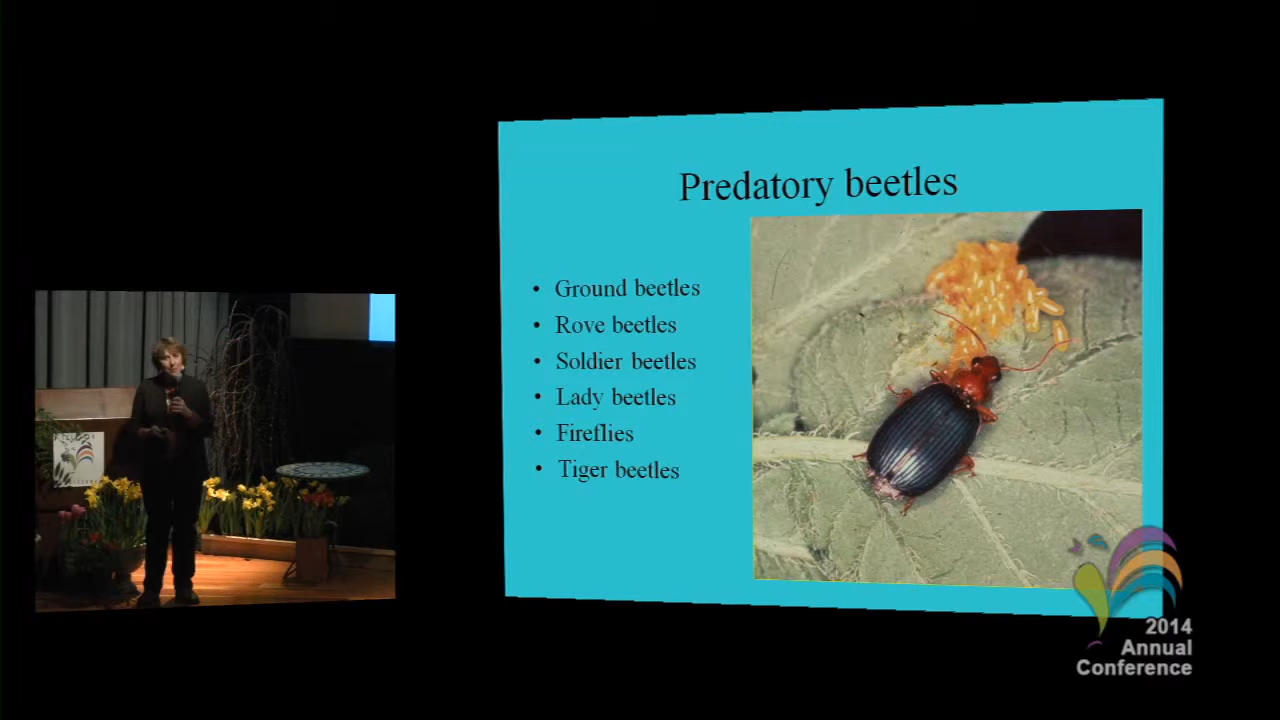 Predatory beetles
• Ground beetles
• Rove beetles
• Soldier beetles
• Lady beetles
• Fireflies
• Tiger beetles
2014
Annual
Conference